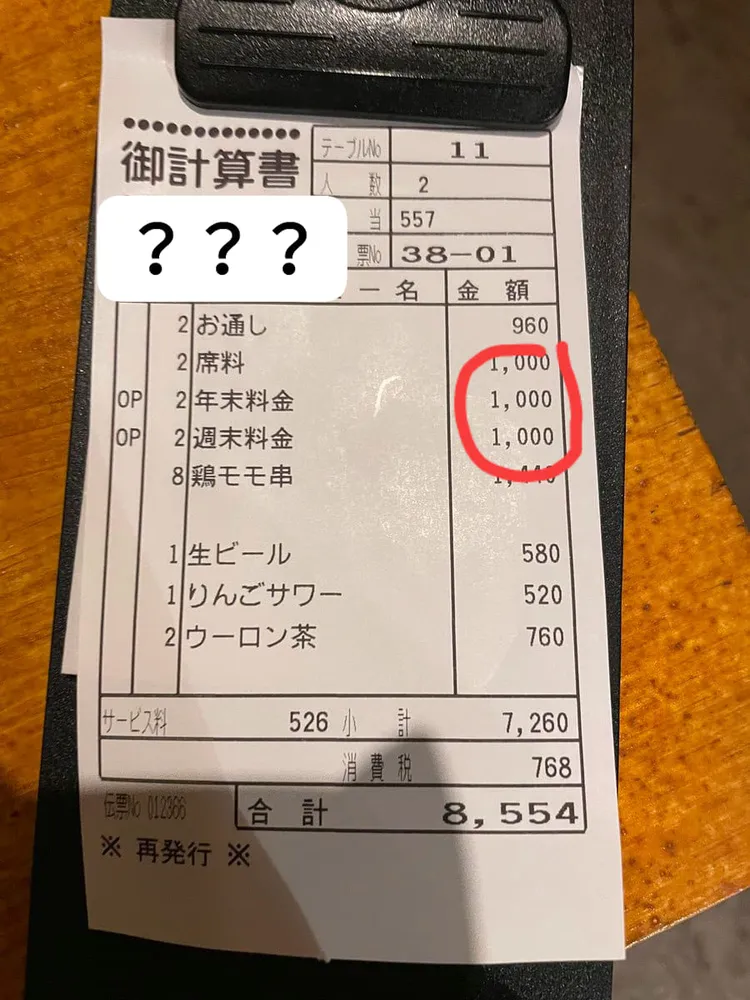 御計算書
テーブルNo 11
人数 2
当 557
票No 38-01
？？？
ー名 金額
2 お通し 960
2 席料 1,000
OP 2 年末料金 1,000
OP 2 週末料金 1,000
8 鶏モモ串 1,440
1 生ビール 580
1 りんごサワー 520
2 ウーロン茶 760
サービス料 526 小計 7,260
消費税 768
伝票No 012366
合計 8,554
※ 再発行 ※